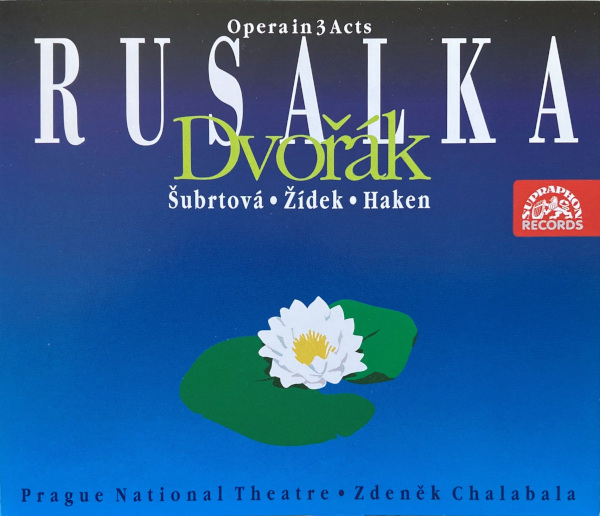 Opera in 3 Acts
RUSALKA
Dvořák
Šubrtová • Žídek • Haken
SUPRAPHON
RECORDS
Prague National Theatre • Zdeněk Chalabala